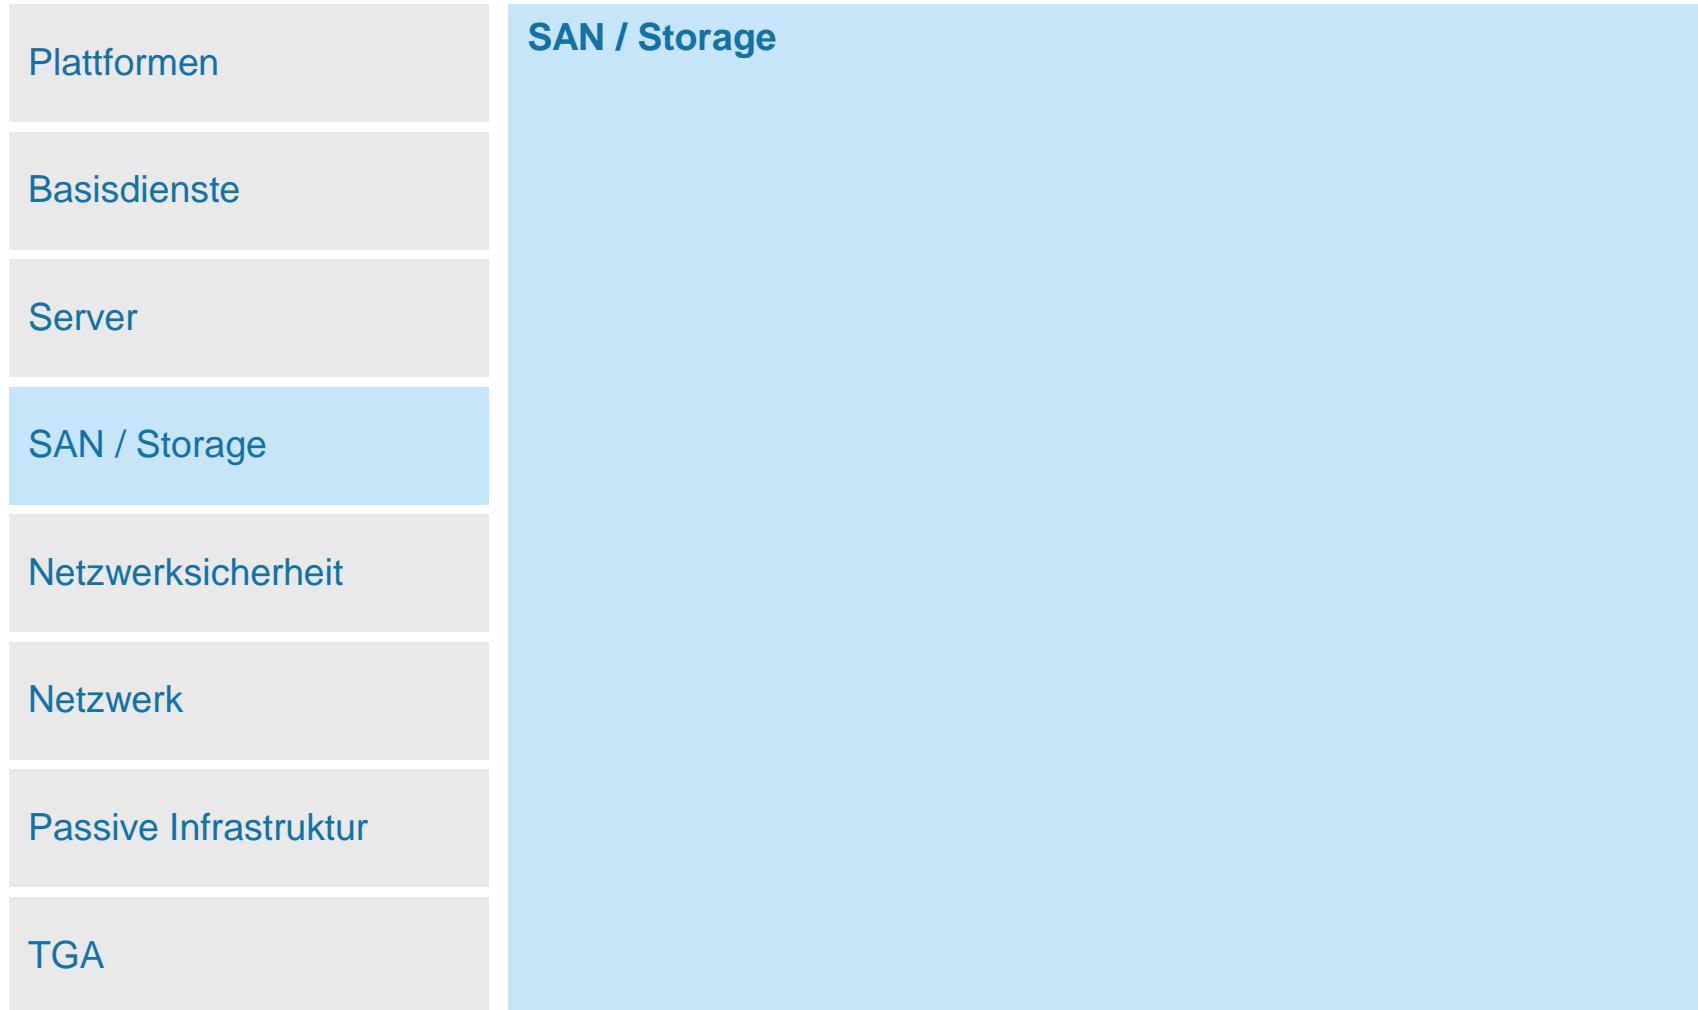 Plattformen
Basisdienste
Server
SAN / Storage
Netzwerksicherheit
Netzwerk
Passive Infrastruktur
TGA
SAN / Storage